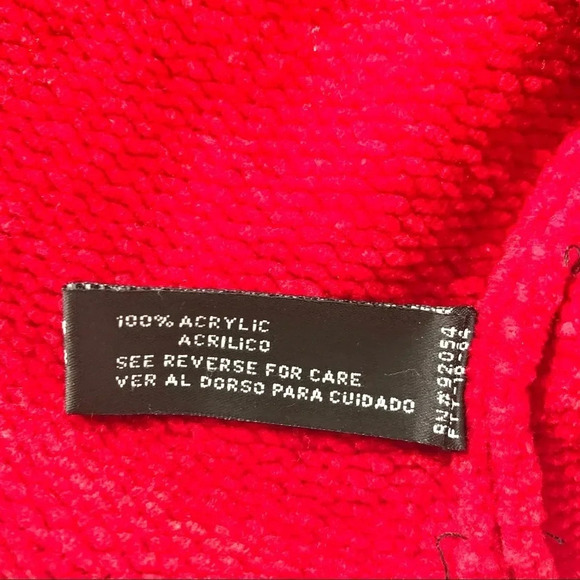 100% ACRYLIC
ACRILICO
SEE REVERSE FOR CARE
VER AL DORSO PARA CUIDADO
RN#92054